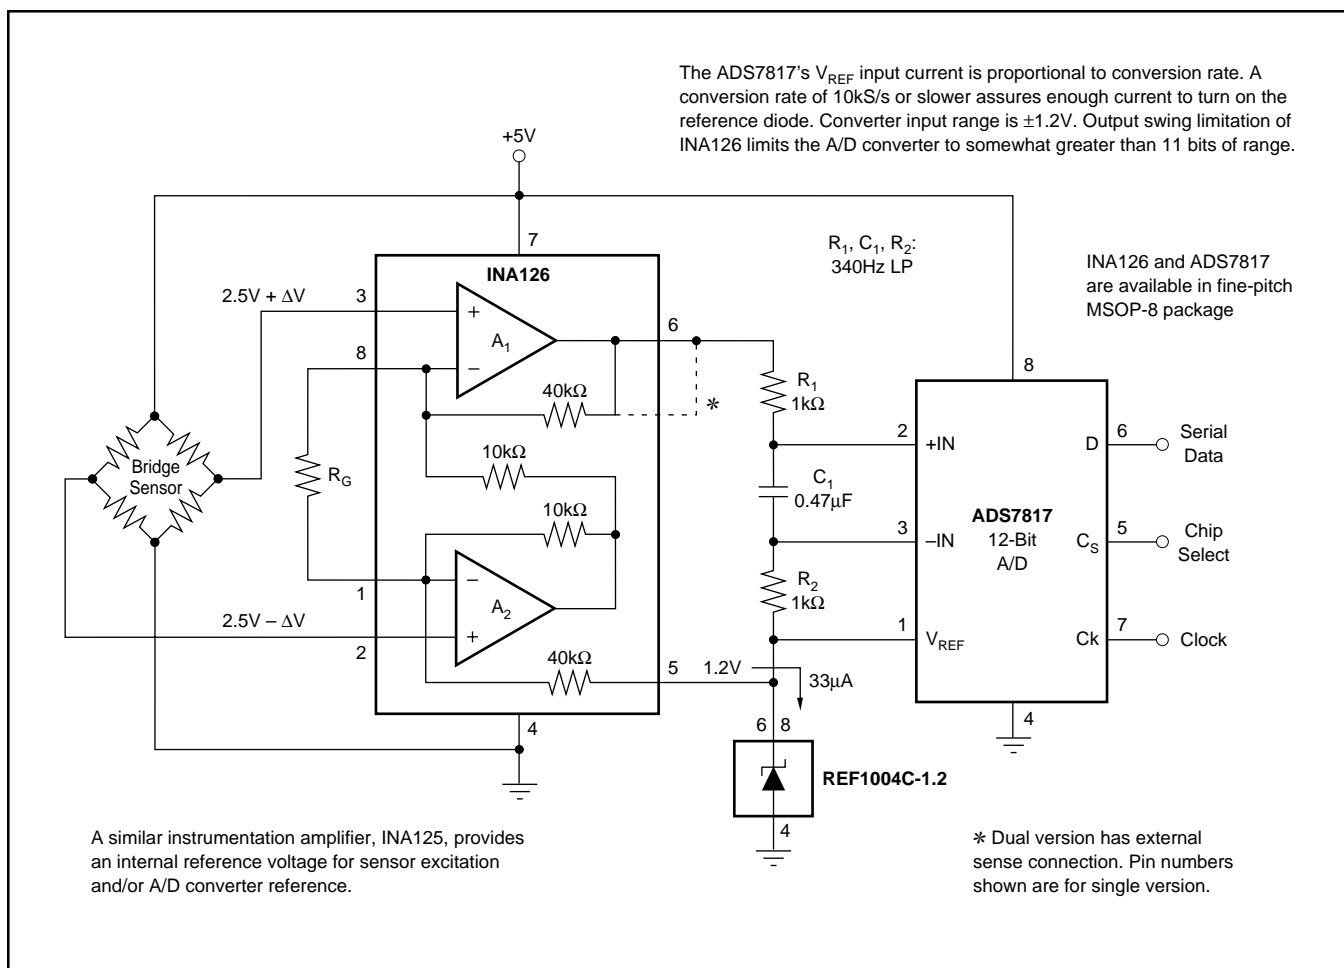 The ADS7817's VREF input current is proportional to conversion rate. A
conversion rate of 10kS/s or slower assures enough current to turn on the
reference diode. Converter input range is ±1.2V. Output swing limitation of
INA126 limits the A/D converter to somewhat greater than 11 bits of range.
+5V
7
R1, C1, R2:
340Hz LP
INA126 and ADS7817
are available in fine-pitch
MSOP-8 package
INA126
2.5V + ΔV
3
+
A1
–
6
8
8
40kΩ
*
R1
1kΩ
10kΩ
RG
Bridge
Sensor
10kΩ
C1
0.47μF
2
+IN
D
6
Serial
Data
ADS7817
12-Bit
A/D
3
–IN
CS
5
Chip
Select
1
–
A2
+
R2
1kΩ
2.5V – ΔV
2
1
VREF
Ck
7
Clock
40kΩ
5
1.2V
33μA
4
4
6
8
REF1004C-1.2
4
A similar instrumentation amplifier, INA125, provides
an internal reference voltage for sensor excitation
and/or A/D converter reference.
* Dual version has external
sense connection. Pin numbers
shown are for single version.